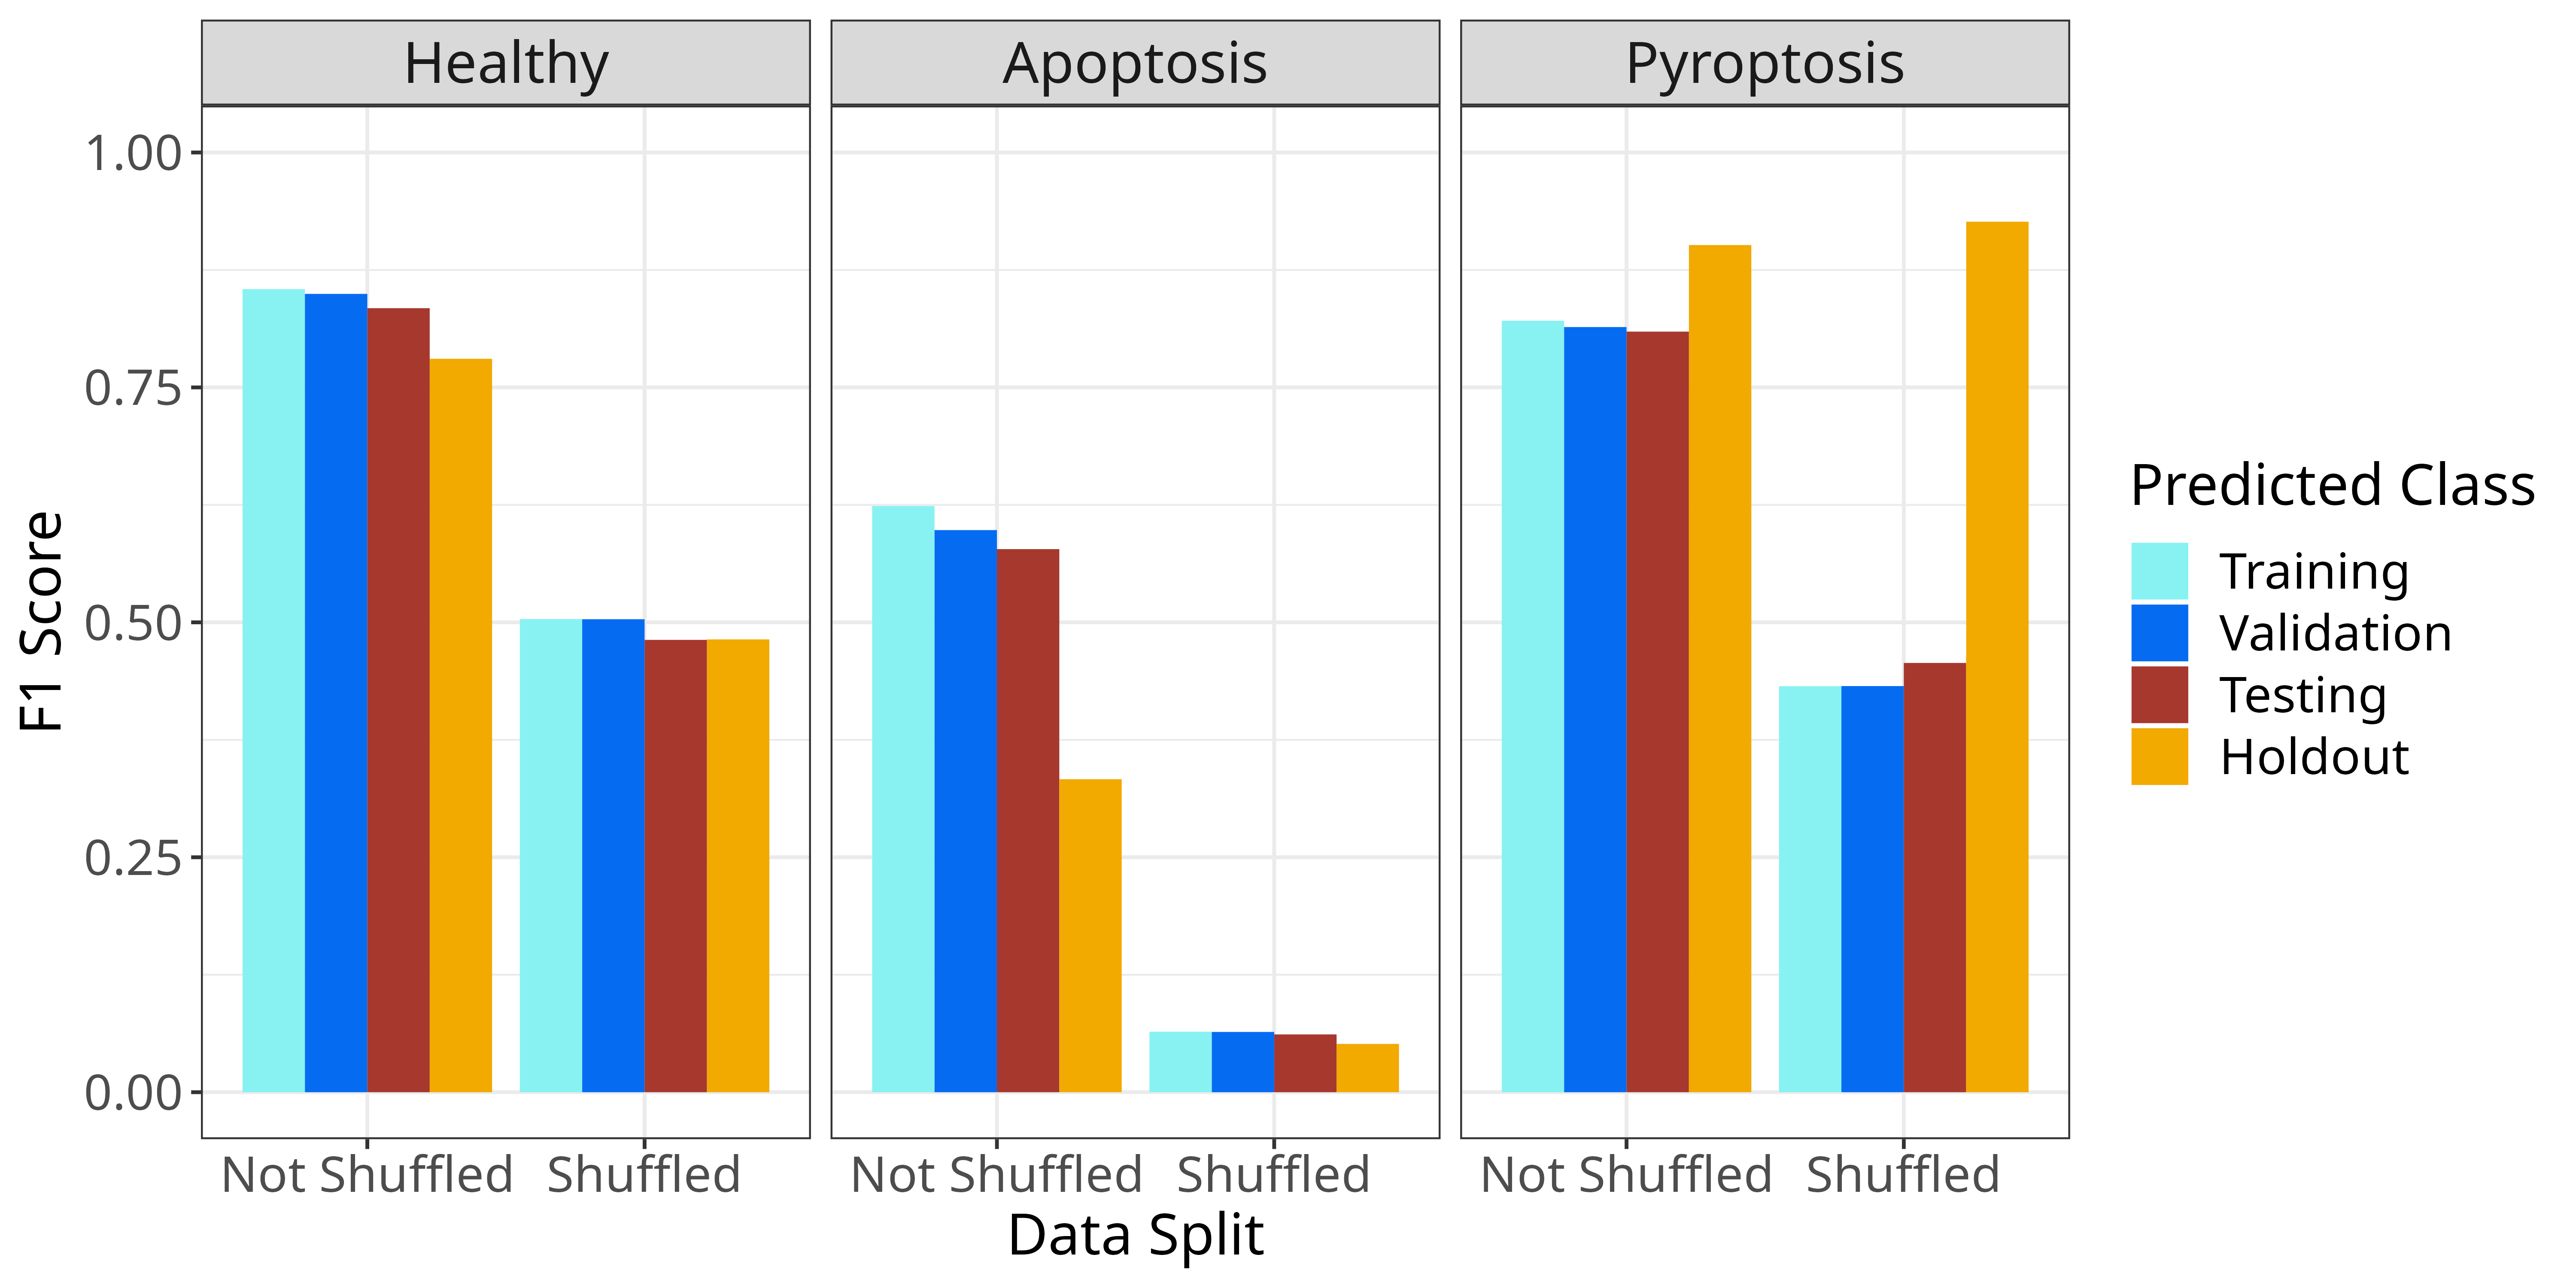 Healthy
Apoptosis
Pyroptosis
1.00
0.75
0.50
0.25
0.00
F1 Score
Not Shuffled
Shuffled
Not Shuffled
Shuffled
Not Shuffled
Shuffled
Data Split
Predicted Class
Training
Validation
Testing
Holdout